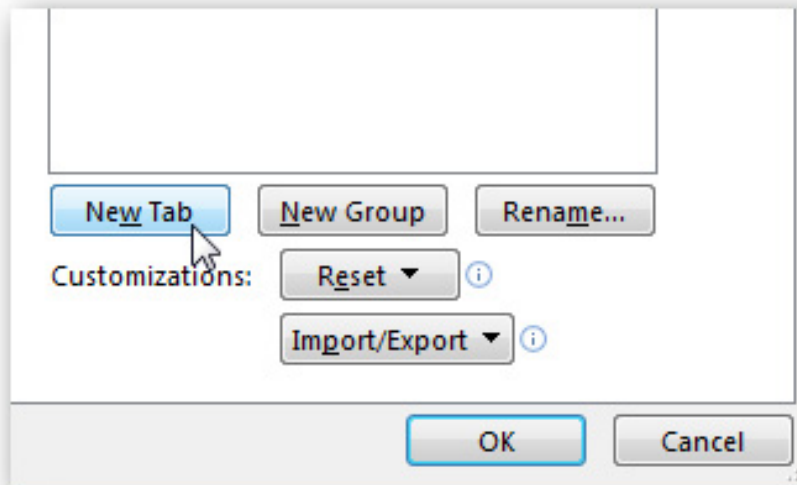 New Tab New Group Rename...
Customizations: Reset
Import/Export
OK Cancel